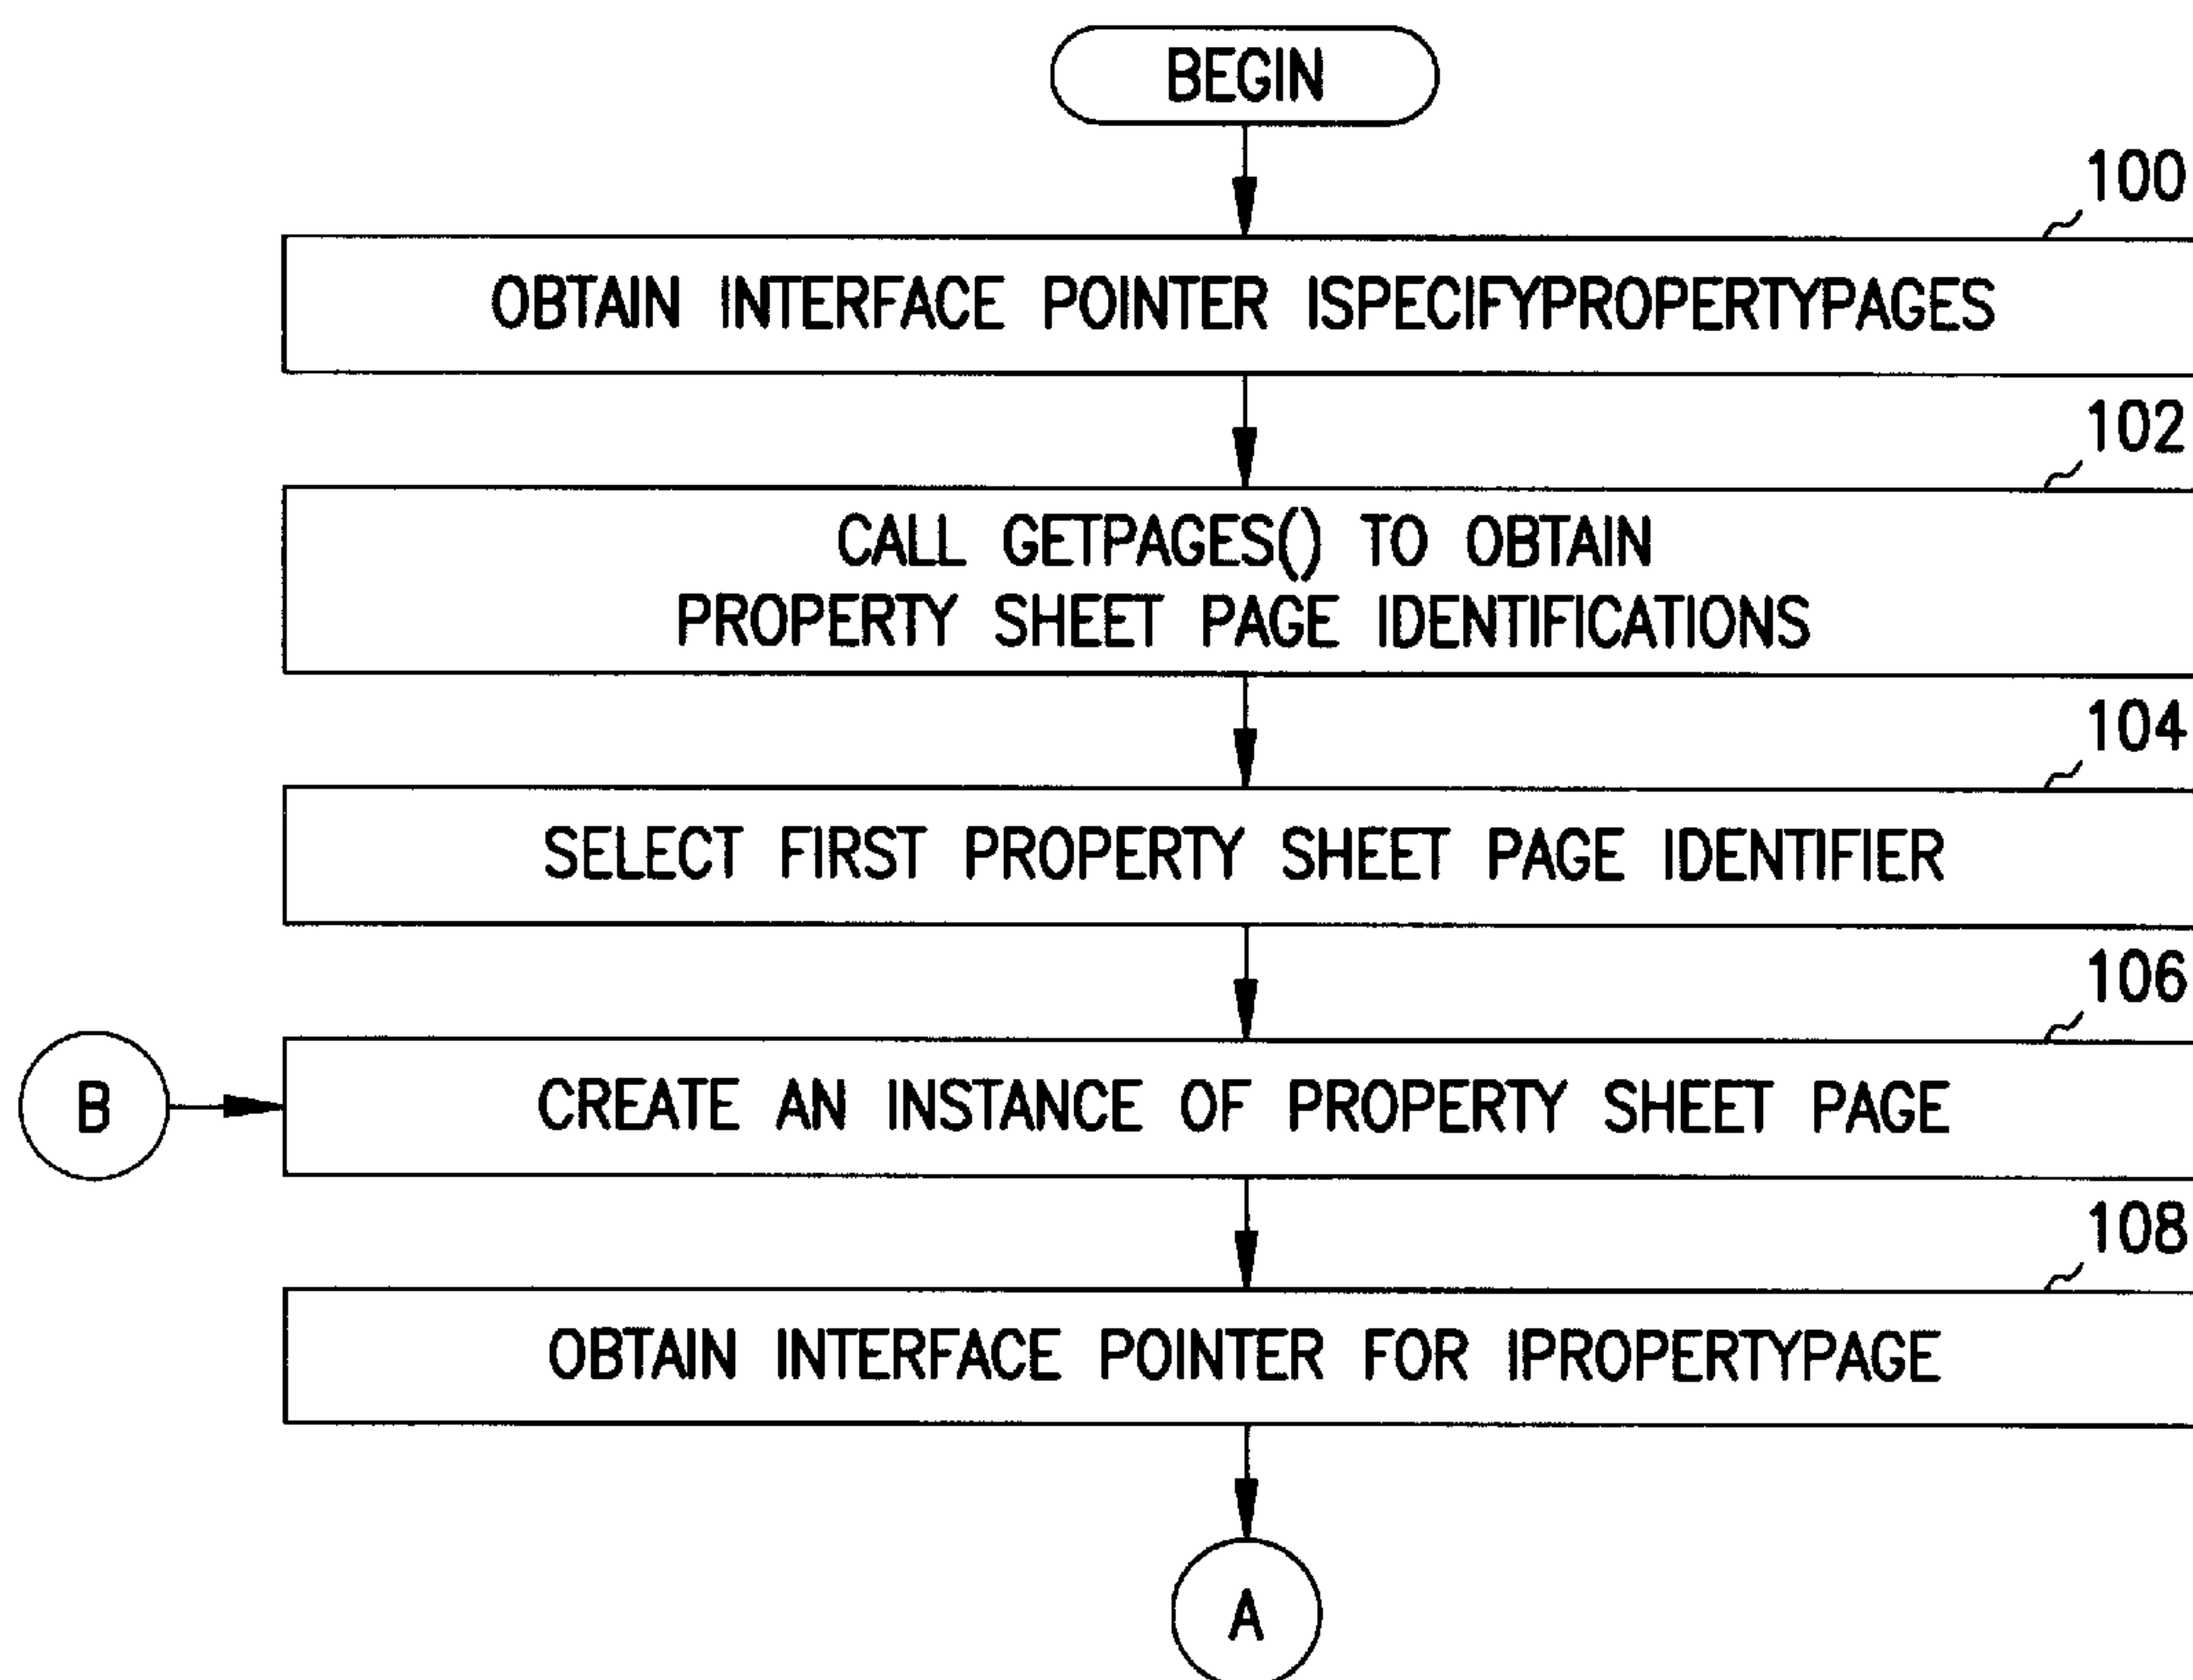 BEGIN
100
OBTAIN INTERFACE POINTER ISPECIFYPROPERTYPAGES
102
CALL GETPAGES() TO OBTAIN
PROPERTY SHEET PAGE IDENTIFICATIONS
104
SELECT FIRST PROPERTY SHEET PAGE IDENTIFIER
106
B
CREATE AN INSTANCE OF PROPERTY SHEET PAGE
108
OBTAIN INTERFACE POINTER FOR IPROPERTYPAGE
A